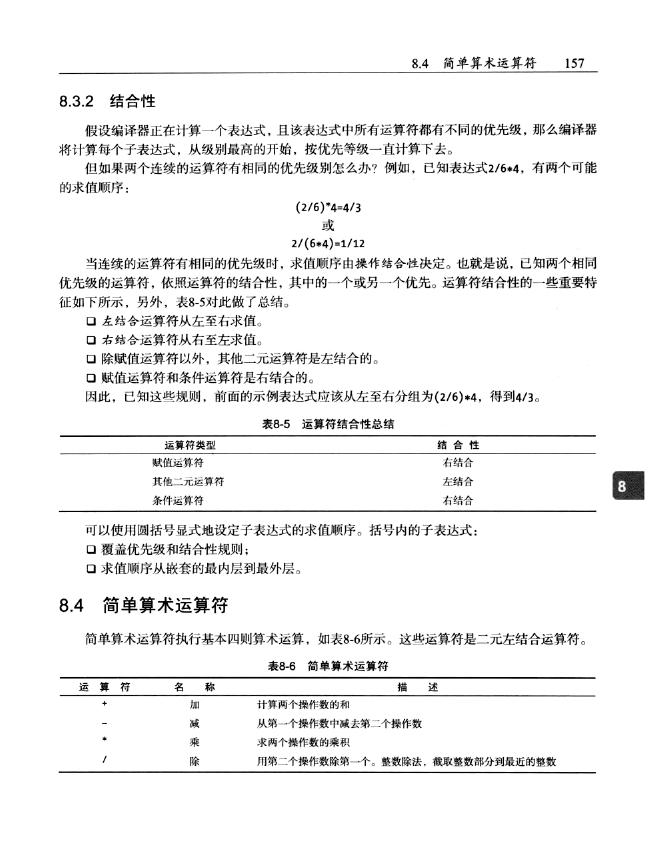 8.4 简单算术运算符 157
8.3.2 结合性
假设编译器正在计算一个表达式，且该表达式中所有运算符都有不同的优先级，那么编译器
将计算每个子表达式，从级别最高的开始，按优先等级一直计算下去。
但如果两个连续的运算符有相同的优先级别怎么办？例如，已知表达式2/6*4，有两个可能
的求值顺序：
(2/6)*4=4/3
或
2/(6*4)=1/12
当连续的运算符有相同的优先级时，求值顺序由操作结合性决定。也就是说，已知两个相同
优先级的运算符，依照运算符的结合性，其中的一个或另一个优先。运算符结合性的一些重要特
征如下所示，另外，表8-5对此做了总结。
❑ 左结合运算符从左至右求值。
❑ 右结合运算符从右至左求值。
❑ 除赋值运算符以外，其他二元运算符是左结合的。
❑ 赋值运算符和条件运算符是右结合的。
因此，已知这些规则，前面的示例表达式应该从左至右分组为(2/6)*4，得到4/3。
表8-5 运算符结合性总结
运算符类型 结合性
赋值运算符 右结合
其他二元运算符 左结合
条件运算符 右结合
8
可以使用圆括号显式地设定子表达式的求值顺序。括号内的子表达式：
❑ 覆盖优先级和结合性规则；
❑ 求值顺序从嵌套的最内层到最外层。
8.4 简单算术运算符
简单算术运算符执行基本四则算术运算，如表8-6所示。这些运算符是二元左结合运算符。
表8-6 简单算术运算符
运算符 名称 描述
+ 加 计算两个操作数的和
- 减 从第一个操作数中减去第二个操作数
* 乘 求两个操作数的乘积
/ 除 用第二个操作数除第一个。整数除法，截取整数部分到最近的整数